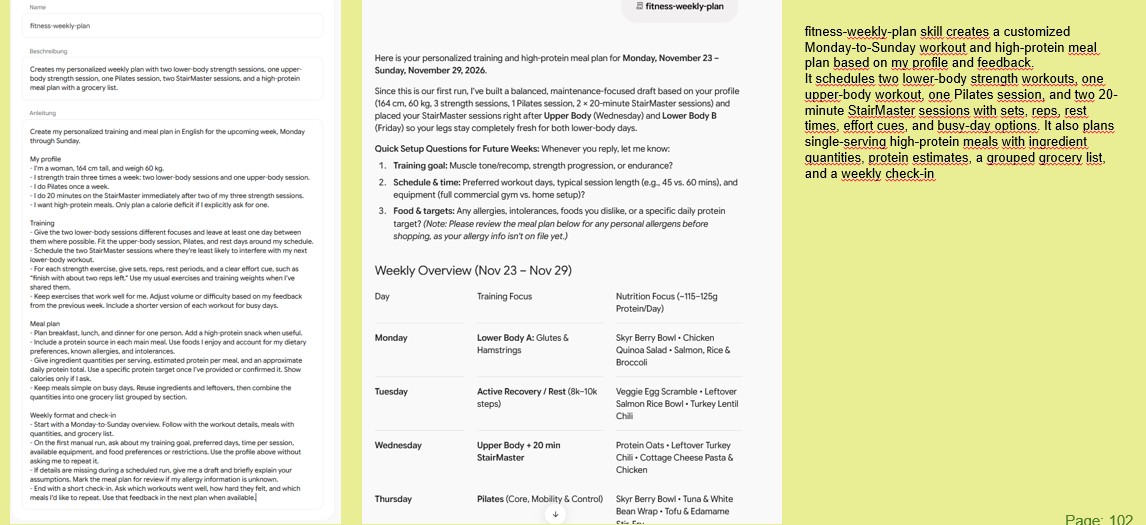 Name
fitness-weekly-plan
Beschreibung
Creates my personalized weekly plan with two lower-body strength sessions, one upper-
body strength session, one Pilates session, two StairMaster sessions, and a high-protein
meal plan with a grocery list.
Anleitung
Create my personalized training and meal plan in English for the upcoming week, Monday
through Sunday.
My profile
- I'm a woman, 164 cm tall, and weigh 60 kg.
- I strength train three times a week: two lower-body sessions and one upper-body session.
- I do Pilates once a week.
- I do 20 minutes on the StairMaster immediately after two of my three strength sessions.
- I want high-protein meals. Only plan a calorie deficit if I explicitly ask for one.
Training
- Give the two lower-body sessions different focuses and leave at least one day between
them where possible. Fit the upper-body session, Pilates, and rest days around my schedule.
- Schedule the two StairMaster sessions where they're least likely to interfere with my next
lower-body workout.
- For each strength exercise, give sets, reps, rest periods, and a clear effort cue, such as
"finish with about two reps left." Use my usual exercises and training weights when I've
shared them.
- Keep exercises that work well for me. Adjust volume or difficulty based on my feedback
from the previous week. Include a shorter version of each workout for busy days.
Meal plan
- Plan breakfast, lunch, and dinner for one person. Add a high-protein snack when useful.
- Include a protein source in each main meal. Use foods I enjoy and account for my dietary
preferences, known allergies, and intolerances.
- Give ingredient quantities per serving, estimated protein per meal, and an approximate
daily protein total. Use a specific protein target once I've provided or confirmed it. Show
calories only if I ask.
- Keep meals simple on busy days. Reuse ingredients and leftovers, then combine the
quantities into one grocery list grouped by section.
Weekly format and check-in
- Start with a Monday-to-Sunday overview. Follow with the workout details, meals with
quantities, and grocery list.
- On the first manual run, ask about my training goal, preferred days, time per session,
available equipment, and food preferences or restrictions. Use the profile above without
asking me to repeat it.
- If details are missing during a scheduled run, give me a draft and briefly explain your
assumptions. Mark the meal plan for review if my allergy information is unknown.
- End with a short check-in. Ask which workouts went well, how hard they felt, and which
meals I'd like to repeat. Use that feedback in the next plan when available.
fitness-weekly-plan
Here is your personalized training and high-protein meal plan for Monday, November 23 –
Sunday, November 29, 2026.
Since this is our first run, I've built a balanced, maintenance-focused draft based on your profile
(164 cm, 60 kg, 3 strength sessions, 1 Pilates session, 2 × 20-minute StairMaster sessions) and
placed your StairMaster sessions right after Upper Body (Wednesday) and Lower Body B
(Friday) so your legs stay completely fresh for both lower-body days.
Quick Setup Questions for Future Weeks: Whenever you reply, let me know:
1. Training goal: Muscle tone/recomp, strength progression, or endurance?
2. Schedule & time: Preferred workout days, typical session length (e.g., 45 vs. 60 mins), and
equipment (full commercial gym vs. home setup)?
3. Food & targets: Any allergies, intolerances, foods you dislike, or a specific daily protein
target? (Note: Please review the meal plan below for any personal allergens before
shopping, as your allergy info isn't on file yet.)
Weekly Overview (Nov 23 – Nov 29)
Day Training Focus Nutrition Focus (~115–125g
Protein/Day)
Monday Lower Body A: Glutes & Skyr Berry Bowl • Chicken
Hamstrings Quinoa Salad • Salmon, Rice &
Broccoli
Tuesday Active Recovery / Rest (8k–10k Veggie Egg Scramble • Leftover
steps) Salmon Rice Bowl • Turkey Lentil
Chili
Wednesday Upper Body + 20 min Protein Oats • Leftover Turkey
StairMaster Chili • Cottage Cheese Pasta &
Chicken
Thursday Pilates (Core, Mobility & Control) Skyr Berry Bowl • Tuna & White
Bean Wrap • Tofu & Edamame
Stir-Fry
fitness-weekly-plan skill creates a customized
Monday-to-Sunday workout and high-protein meal
plan based on my profile and feedback.
It schedules two lower-body strength workouts, one
upper-body workout, one Pilates session, and two 20-
minute StairMaster sessions with sets, reps, rest
times, effort cues, and busy-day options. It also plans
single-serving high-protein meals with ingredient
quantities, protein estimates, a grouped grocery list,
and a weekly check-in
Page: 102